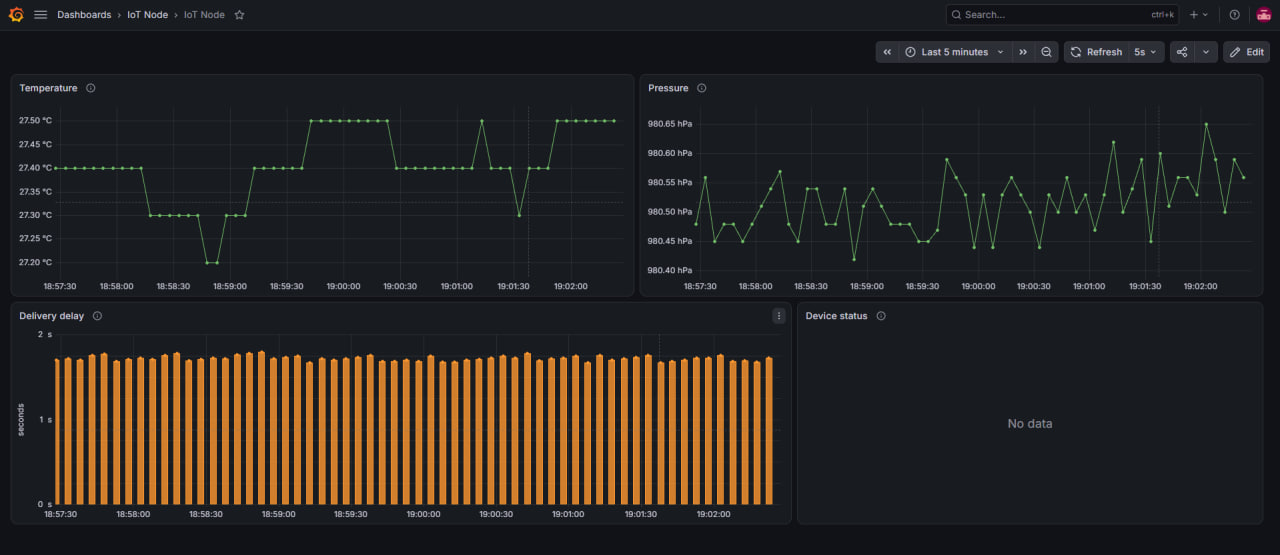 Dashboards › IoT Node › IoT Node
Search... ctrl+k
Last 5 minutes Refresh 5s Edit
Temperature
27.50 °C
27.45 °C
27.40 °C
27.35 °C
27.30 °C
27.25 °C
27.20 °C
18:57:30 18:58:00 18:58:30 18:59:00 18:59:30 19:00:00 19:00:30 19:01:00 19:01:30 19:02:00
Pressure
980.65 hPa
980.60 hPa
980.55 hPa
980.50 hPa
980.45 hPa
980.40 hPa
18:57:30 18:58:00 18:58:30 18:59:00 18:59:30 19:00:00 19:00:30 19:01:00 19:01:30 19:02:00
Delivery delay
seconds
2 s
1 s
0 s
18:57:30 18:58:00 18:58:30 18:59:00 18:59:30 19:00:00 19:00:30 19:01:00 19:01:30 19:02:00
Device status
No data